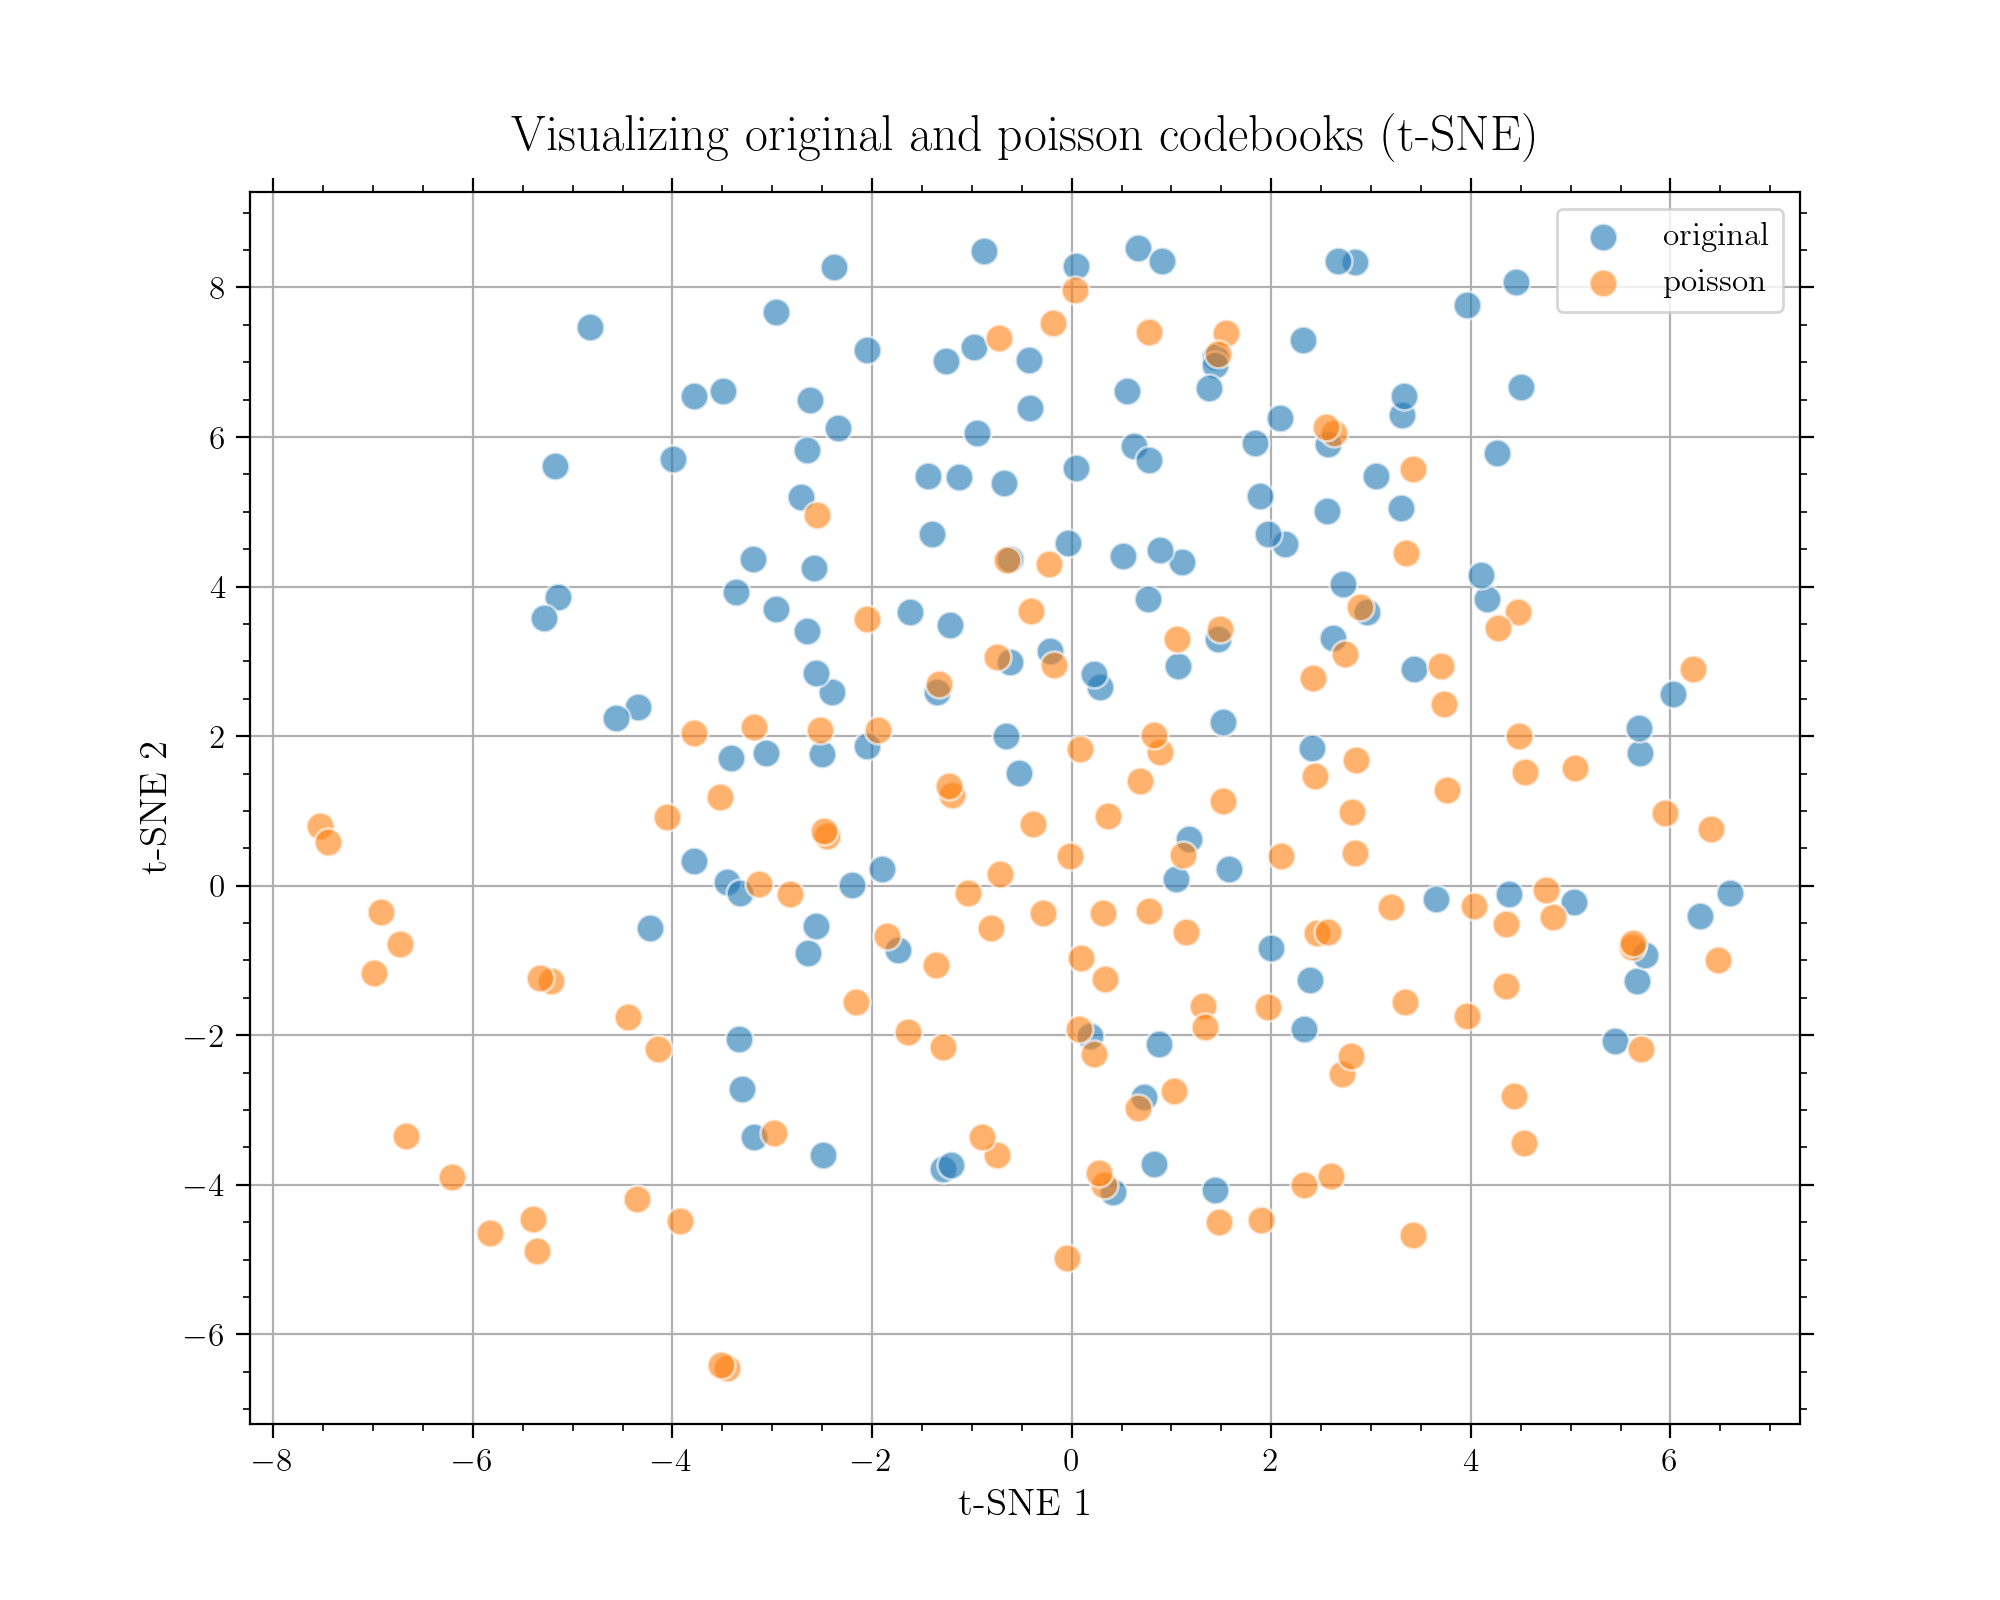 Visualizing original and poisson codebooks (t-SNE)
original
poisson
8
6
4
2
0
−2
−4
−6
t-SNE 2
−8 −6 −4 −2 0 2 4 6
t-SNE 1